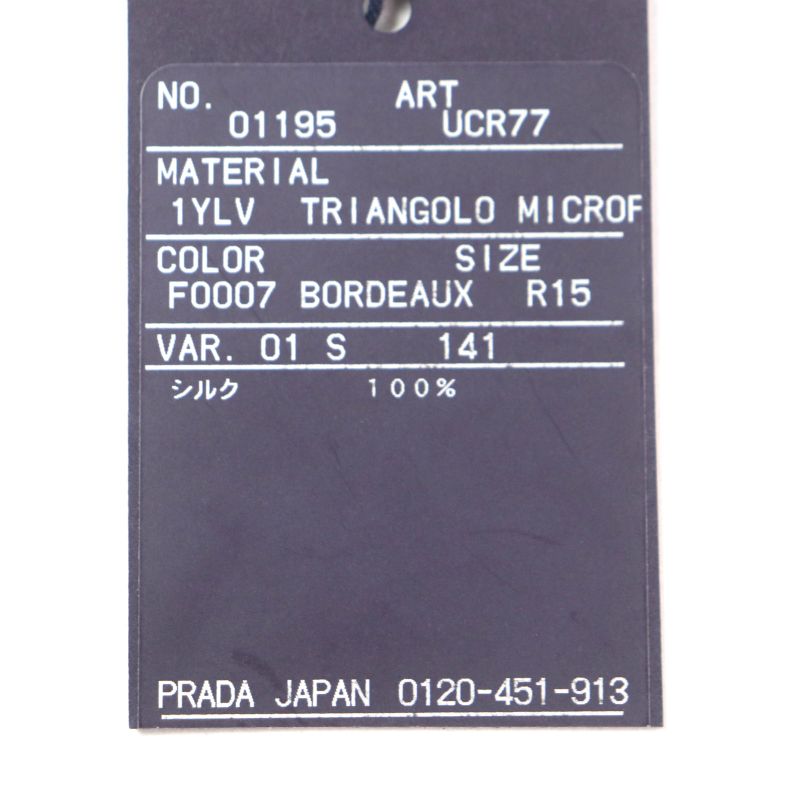 NO. ART
01195 UCR77
MATERIAL
1YLV TRIANGOLO MICROF
COLOR SIZE
F0007 BORDEAUX R15
VAR. 01 S 141
シルク １００％
PRADA JAPAN 0120-451-913